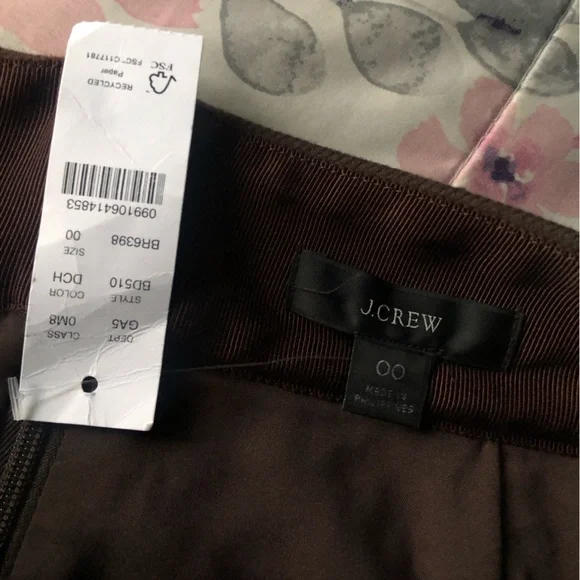 DEPT
CLASS
GA5
0M8
STYLE
COLOR
BD510
DCH
SIZE
BR6398
00
099106414853
RECYCLED
Paper
FSC
FSC® C117781
J.CREW
00
MADE IN
PHILIPPINES